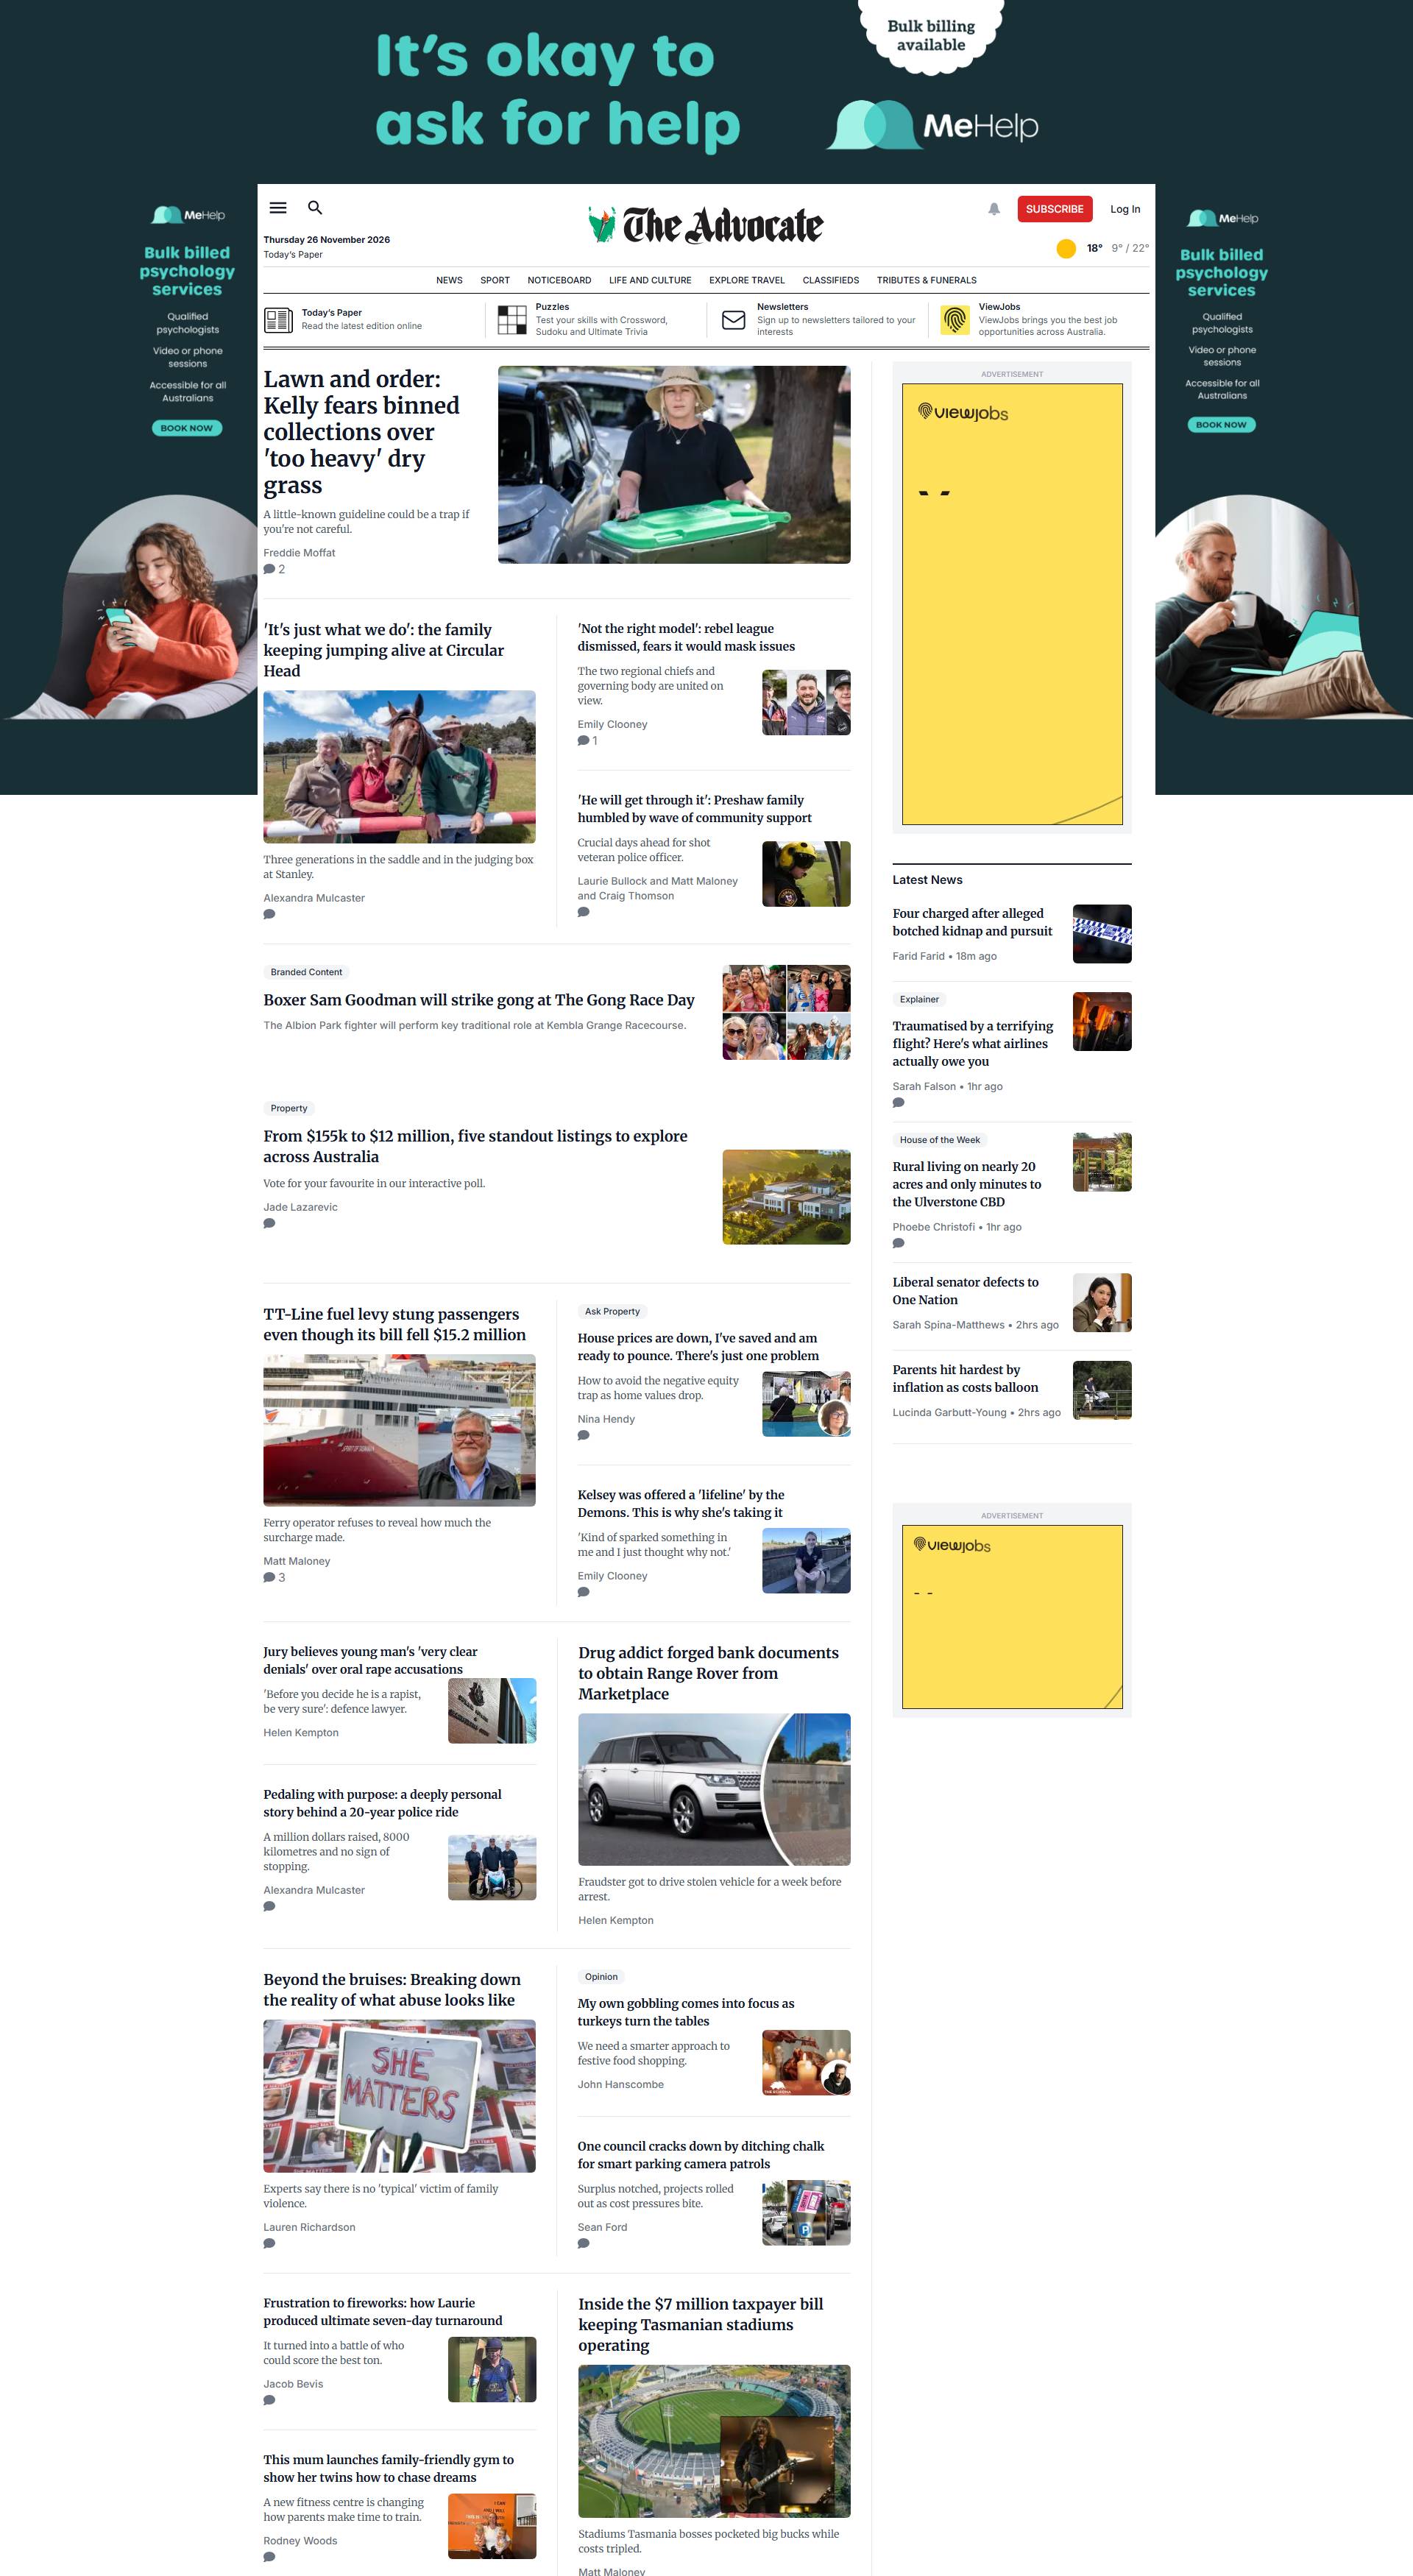 It's okay to
ask for help
Bulk billing
available
MeHelp
MeHelp
Bulk billed
psychology
services
Qualified
psychologists
Video or phone
sessions
Accessible for all
Australians
BOOK NOW
The Advocate
SUBSCRIBE
Log In
Thursday 26 November 2026
Today's Paper
18° 9° / 22°
NEWS SPORT NOTICEBOARD LIFE AND CULTURE EXPLORE TRAVEL CLASSIFIEDS TRIBUTES & FUNERALS
Today's Paper
Read the latest edition online
Puzzles
Test your skills with Crossword,
Sudoku and Ultimate Trivia
Newsletters
Sign up to newsletters tailored to your
interests
ViewJobs
ViewJobs brings you the best job
opportunities across Australia.
MeHelp
Bulk billed
psychology
services
Qualified
psychologists
Video or phone
sessions
Accessible for all
Australians
BOOK NOW
Lawn and order:
Kelly fears binned
collections over
'too heavy' dry
grass
A little-known guideline could be a trap if
you're not careful.
Freddie Moffat
2
'It's just what we do': the family
keeping jumping alive at Circular
Head
Three generations in the saddle and in the judging box
at Stanley.
Alexandra Mulcaster
'Not the right model': rebel league
dismissed, fears it would mask issues
The two regional chiefs and
governing body are united on
view.
Emily Clooney
1
'He will get through it': Preshaw family
humbled by wave of community support
Crucial days ahead for shot
veteran police officer.
Laurie Bullock and Matt Maloney
and Craig Thomson
Branded Content
Boxer Sam Goodman will strike gong at The Gong Race Day
The Albion Park fighter will perform key traditional role at Kembla Grange Racecourse.
Property
From $155k to $12 million, five standout listings to explore
across Australia
Vote for your favourite in our interactive poll.
Jade Lazarevic
TT-Line fuel levy stung passengers
even though its bill fell $15.2 million
SPIRIT OF TASMANIA
Ferry operator refuses to reveal how much the
surcharge made.
Matt Maloney
3
Ask Property
House prices are down, I've saved and am
ready to pounce. There's just one problem
How to avoid the negative equity
trap as home values drop.
Nina Hendy
Kelsey was offered a 'lifeline' by the
Demons. This is why she's taking it
'Kind of sparked something in
me and I just thought why not.'
Emily Clooney
Jury believes young man's 'very clear
denials' over oral rape accusations
'Before you decide he is a rapist,
be very sure': defence lawyer.
Helen Kempton
Pedaling with purpose: a deeply personal
story behind a 20-year police ride
A million dollars raised, 8000
kilometres and no sign of
stopping.
Alexandra Mulcaster
Drug addict forged bank documents
to obtain Range Rover from
Marketplace
SUPREME COURT OF TASMANIA
Fraudster got to drive stolen vehicle for a week before
arrest.
Helen Kempton
Beyond the bruises: Breaking down
the reality of what abuse looks like
SHE
MATTERS
Experts say there is no 'typical' victim of family
violence.
Lauren Richardson
Opinion
My own gobbling comes into focus as
turkeys turn the tables
We need a smarter approach to
festive food shopping.
John Hanscombe
One council cracks down by ditching chalk
for smart parking camera patrols
Surplus notched, projects rolled
out as cost pressures bite.
Sean Ford
P
Frustration to fireworks: how Laurie
produced ultimate seven-day turnaround
It turned into a battle of who
could score the best ton.
Jacob Bevis
This mum launches family-friendly gym to
show her twins how to chase dreams
A new fitness centre is changing
how parents make time to train.
Rodney Woods
Inside the $7 million taxpayer bill
keeping Tasmanian stadiums
operating
Stadiums Tasmania bosses pocketed big bucks while
costs tripled.
Matt Maloney
ADVERTISEMENT
viewjobs
Latest News
Four charged after alleged
botched kidnap and pursuit
Farid Farid • 18m ago
Explainer
Traumatised by a terrifying
flight? Here's what airlines
actually owe you
Sarah Falson • 1hr ago
House of the Week
Rural living on nearly 20
acres and only minutes to
the Ulverstone CBD
Phoebe Christofi • 1hr ago
Liberal senator defects to
One Nation
Sarah Spina-Matthews • 2hrs ago
Parents hit hardest by
inflation as costs balloon
Lucinda Garbutt-Young • 2hrs ago
ADVERTISEMENT
viewjobs